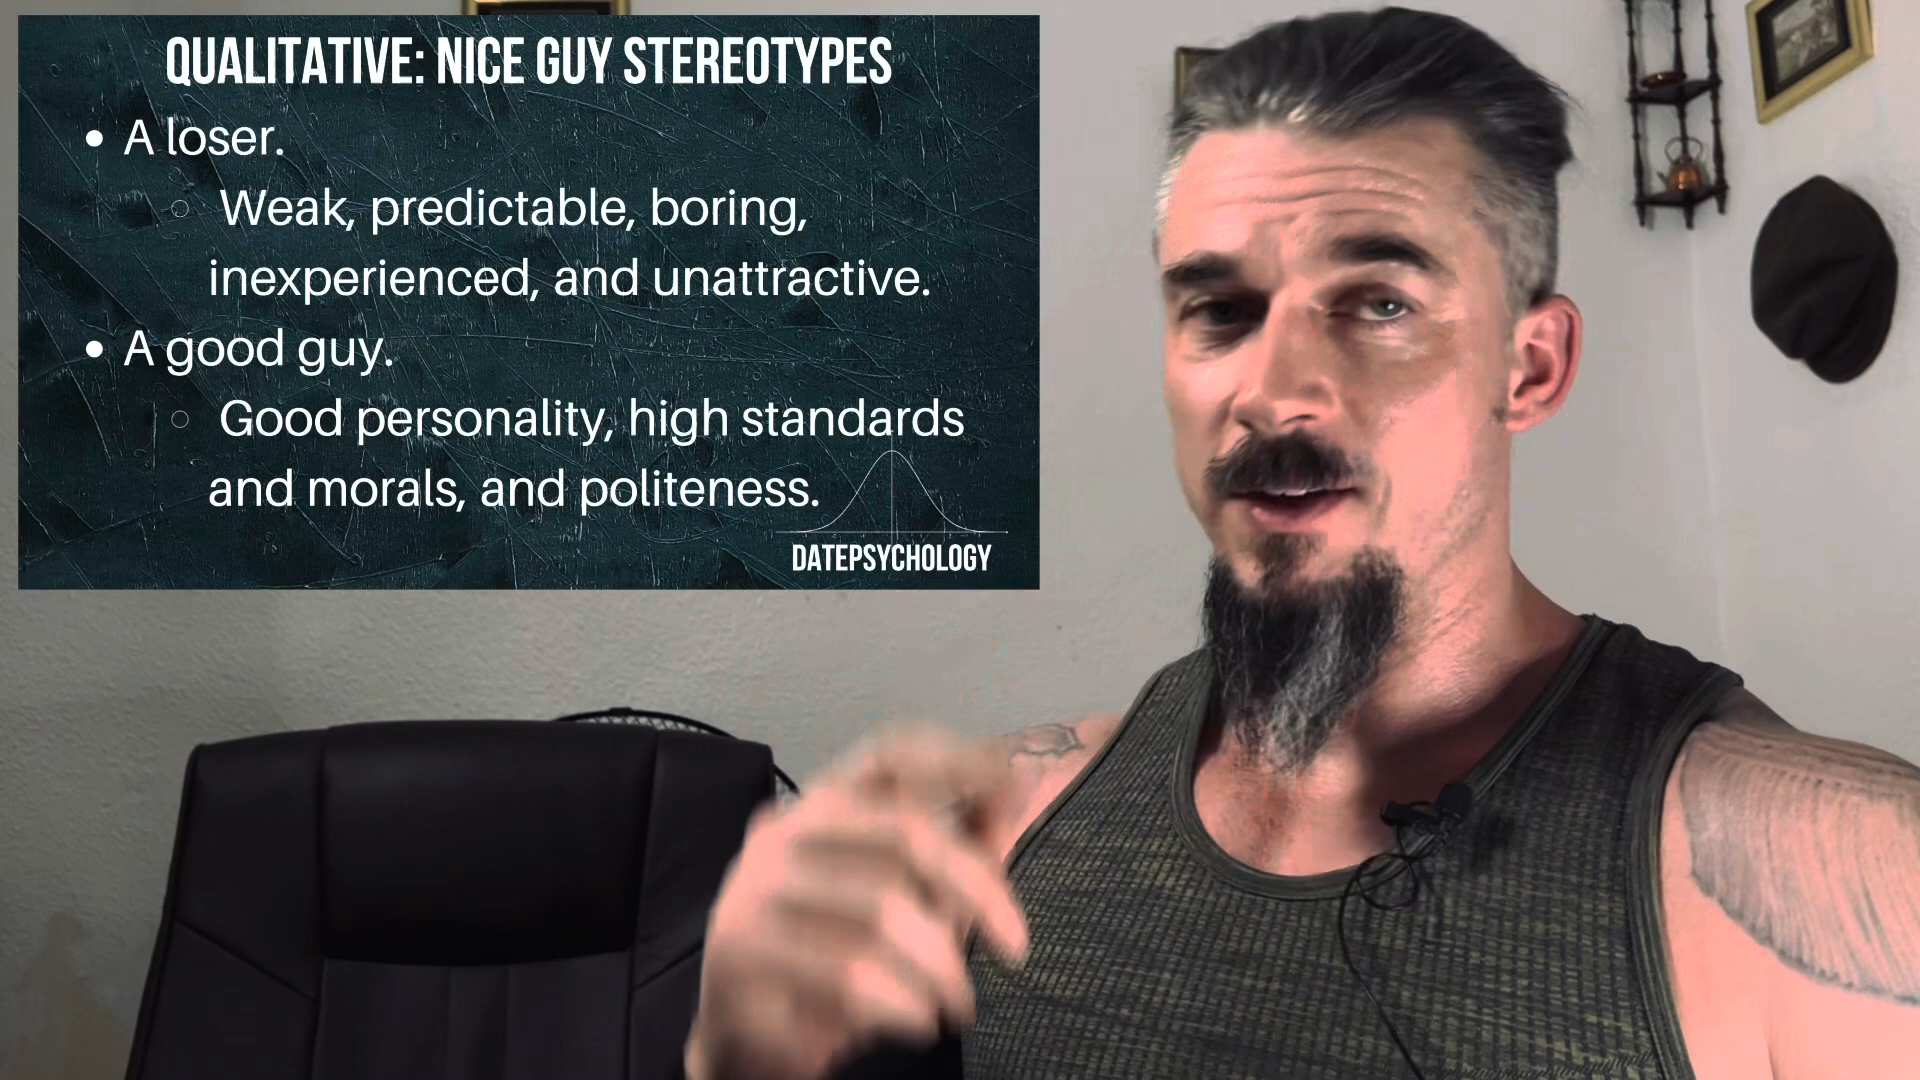 QUALITATIVE: NICE GUY STEREOTYPES
• A loser.
○ Weak, predictable, boring,
inexperienced, and unattractive.
• A good guy.
○ Good personality, high standards
and morals, and politeness.
DATEPSYCHOLOGY